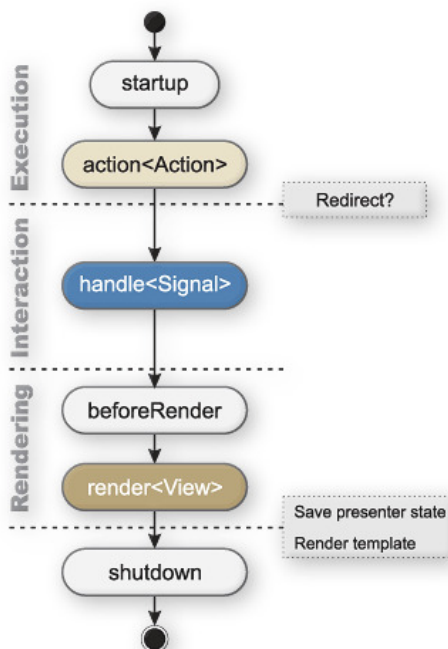 Execution
startup
action<Action>
Redirect?
Interaction
handle<Signal>
Rendering
beforeRender
render<View>
Save presenter state
Render template
shutdown